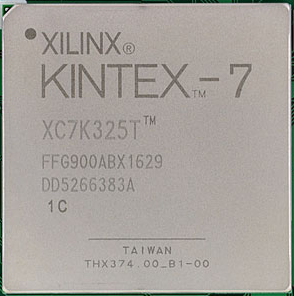 XILINX®
KINTEX™-7
XC7K325T™
FFG900ABX1629
DD5266383A
1C
TAIWAN
THX374.00_B1-00